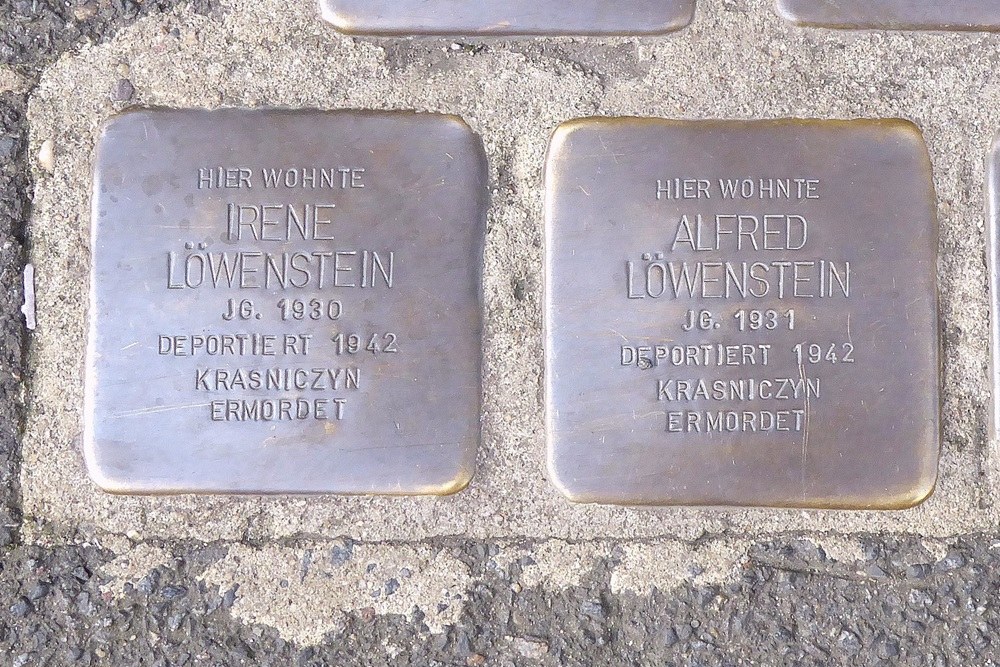 HIER WOHNTE
IRENE
LÖWENSTEIN
JG. 1930
DEPORTIERT 1942
KRASNICZYN
ERMORDET
HIER WOHNTE
ALFRED
LÖWENSTEIN
JG. 1931
DEPORTIERT 1942
KRASNICZYN
ERMORDET